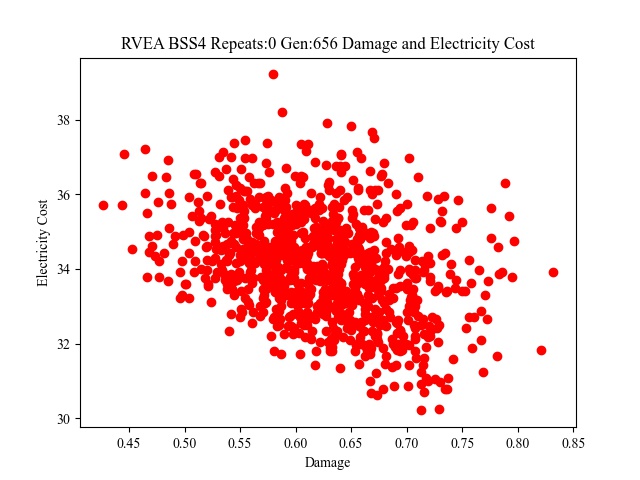 RVEA BSS4 Repeats:0 Gen:656 Damage and Electricity Cost
Electricity Cost
38
36
34
32
30
0.45 0.50 0.55 0.60 0.65 0.70 0.75 0.80 0.85
Damage